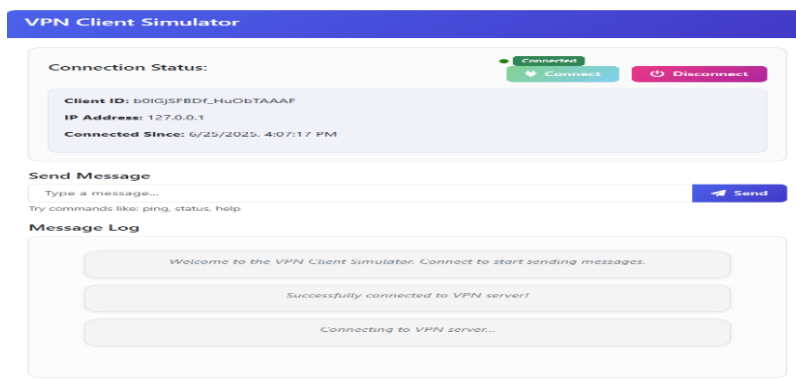 VPN Client Simulator
Connection Status:
Connected
Connect
Disconnect
Client ID: b0IGjSFBDf_HuObTAAAF
IP Address: 127.0.0.1
Connected Since: 6/25/2025, 4:07:17 PM
Send Message
Type a message...
Send
Try commands like: ping, status, help
Message Log
Welcome to the VPN Client Simulator. Connect to start sending messages.
Successfully connected to VPN server!
Connecting to VPN server...